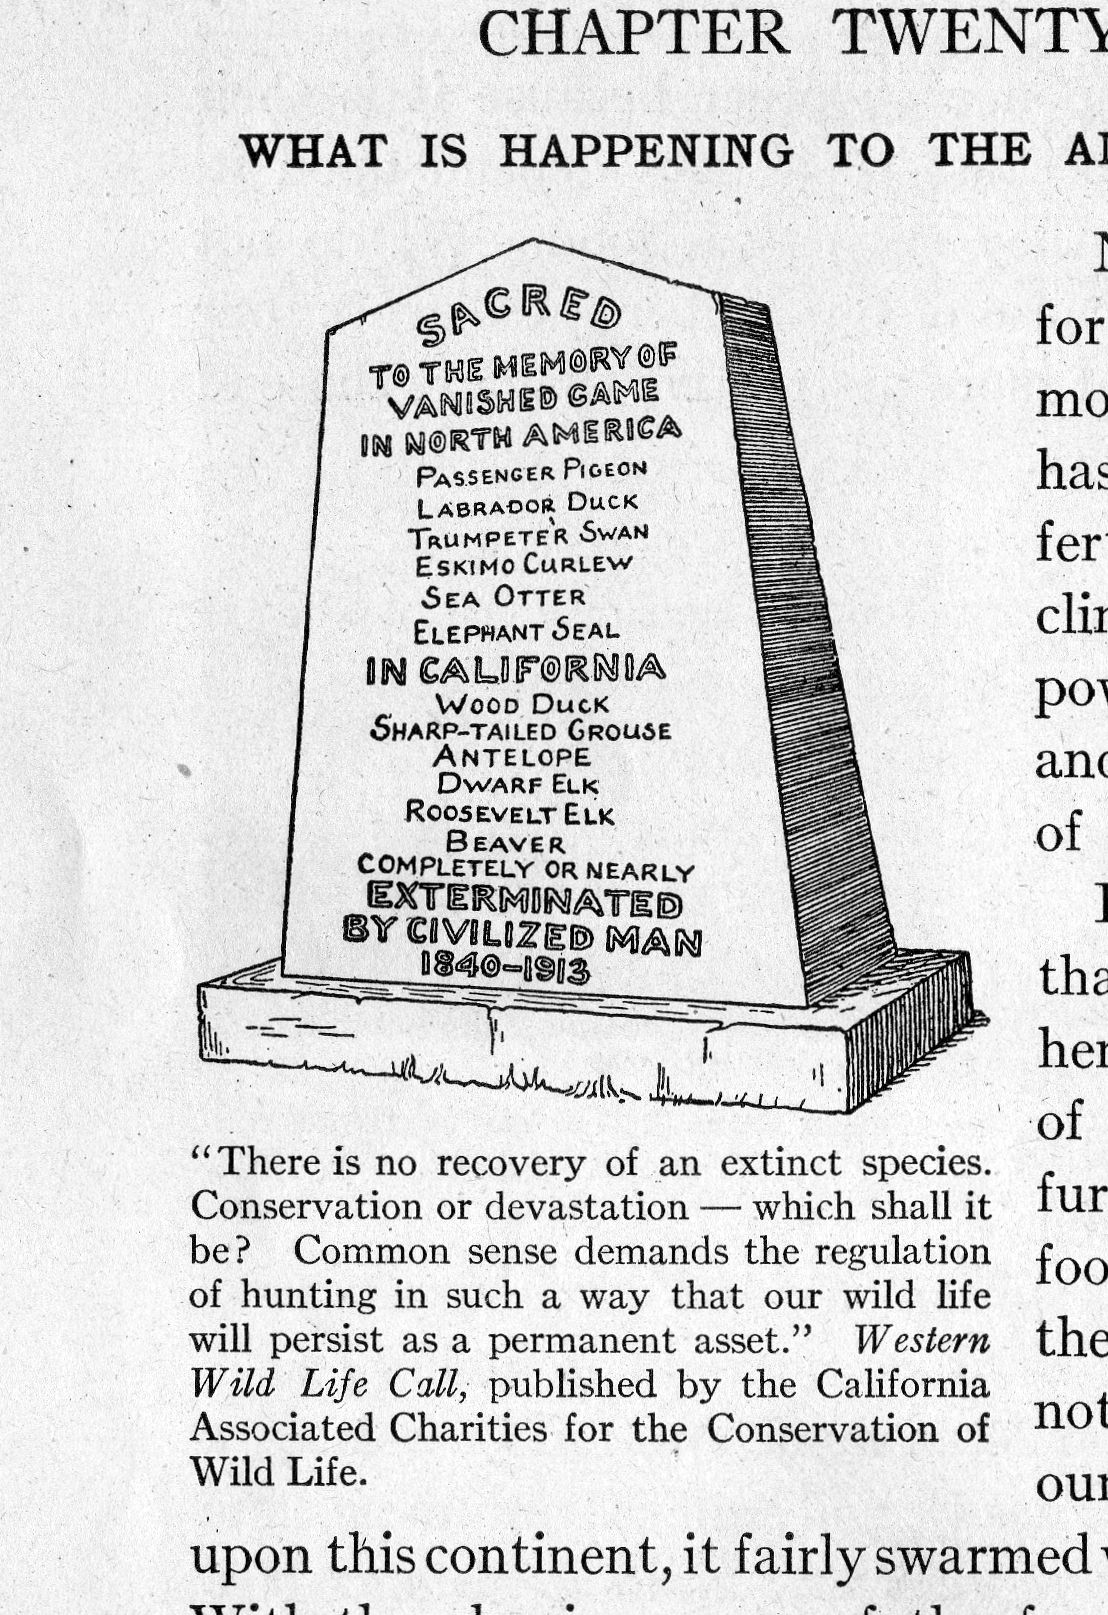 CHAPTER TWENTY
WHAT IS HAPPENING TO THE
SACRED
TO THE MEMORY OF
VANISHED GAME
IN NORTH AMERICA
PASSENGER PIGEON
LABRADOR DUCK
TRUMPETER SWAN
ESKIMO CURLEW
SEA OTTER
ELEPHANT SEAL
IN CALIFORNIA
WOOD DUCK
SHARP-TAILED GROUSE
ANTELOPE
DWARF ELK
ROOSEVELT ELK
BEAVER
COMPLETELY OR NEARLY
EXTERMINATED
BY CIVILIZED MAN
1840-1913
"There is no recovery of an extinct species.
Conservation or devastation — which shall it
be? Common sense demands the regulation
of hunting in such a way that our wild life
will persist as a permanent asset." Western
Wild Life Call, published by the California
Associated Charities for the Conservation of
Wild Life.
for
mo
has
fer
clin
pow
and
of
tha
her
of
fur
foo
the
not
our
upon this continent, it fairly swarmed